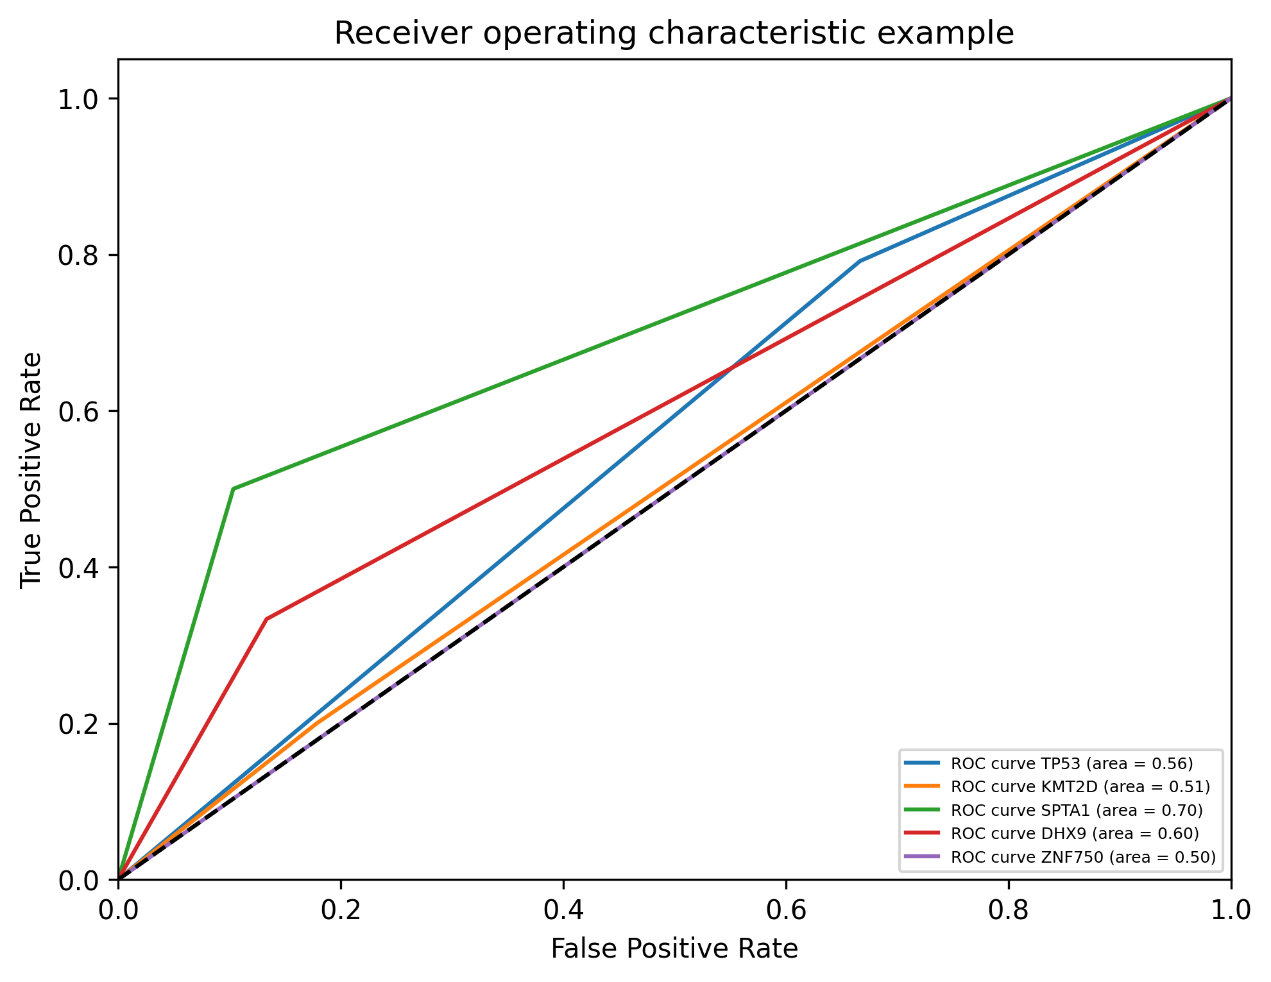 Receiver operating characteristic example
True Positive Rate
1.0
0.8
0.6
0.4
0.2
0.0
ROC curve TP53 (area = 0.56)
ROC curve KMT2D (area = 0.51)
ROC curve SPTA1 (area = 0.70)
ROC curve DHX9 (area = 0.60)
ROC curve ZNF750 (area = 0.50)
0.0 0.2 0.4 0.6 0.8 1.0
False Positive Rate